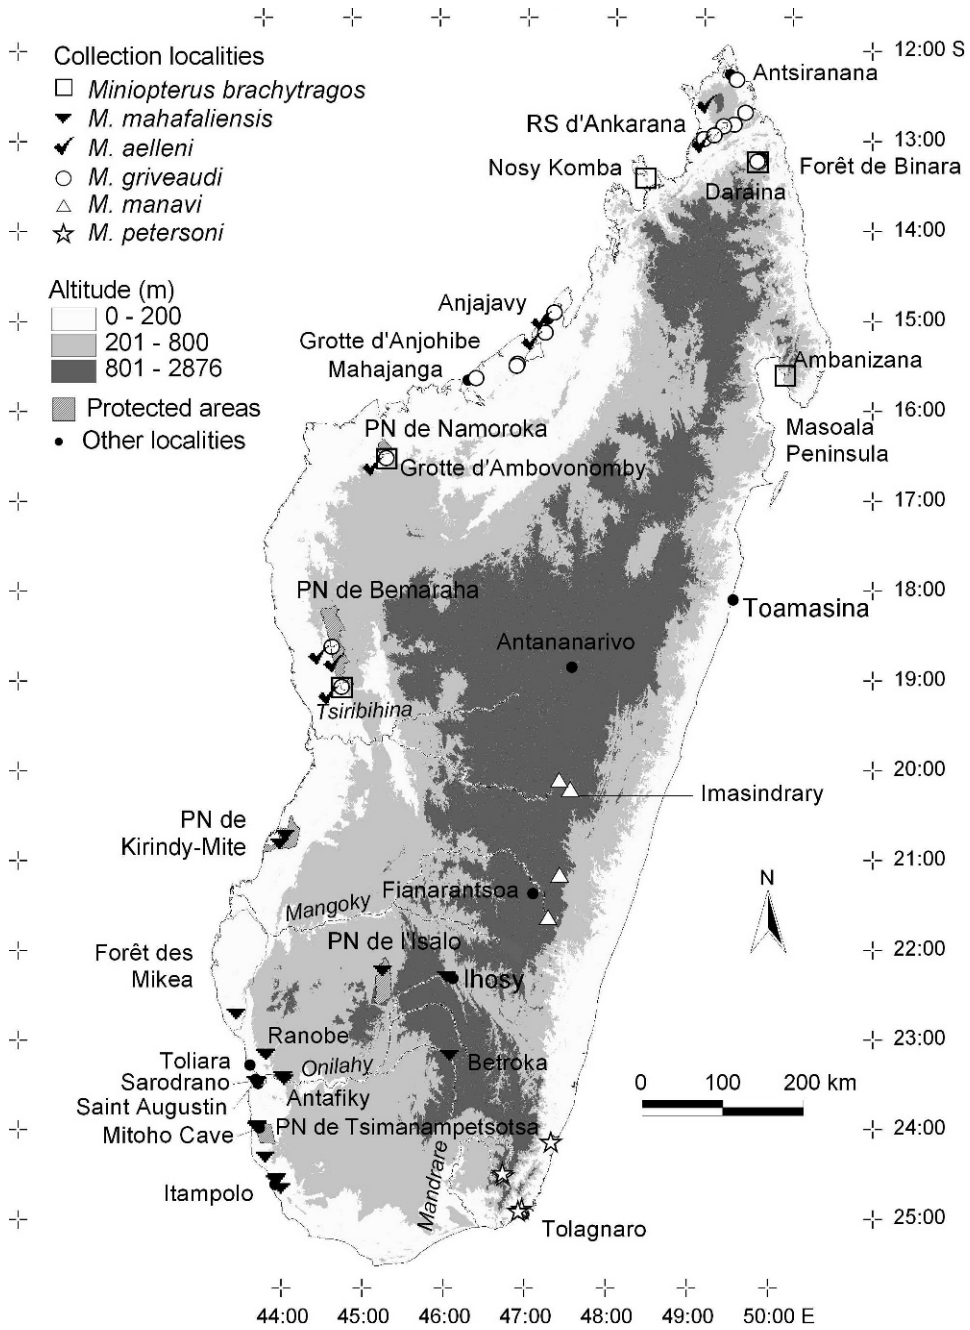 Collection localities
Miniopterus brachytragos
M. mahafaliensis
M. aelleni
M. griveaudi
M. manavi
M. petersoni
Altitude (m)
0 - 200
201 - 800
801 - 2876
Protected areas
Other localities
12:00 S
Antsiranana
RS d'Ankarana
13:00
Nosy Komba
Forêt de Binara
Daraina
14:00
Anjajavy
15:00
Grotte d'Anjohibe
Mahajanga
Ambanizana
16:00
PN de Namoroka
Masoala
Peninsula
Grotte d'Ambovonomby
17:00
PN de Bemaraha
18:00
Toamasina
Antananarivo
19:00
Tsiribihina
20:00
Imasindrary
PN de
Kirindy-Mite
21:00
N
Fianarantsoa
Mangoky
PN de l'Isalo
22:00
Forêt des
Mikea
Ihosy
23:00
Ranobe
Toliara
Onilahy
Betroka
Sarodrano
0 100 200 km
Saint Augustin
Antafiky
Mitoho Cave
PN de Tsimanampetsotsa
24:00
Mandrare
Itampolo
Tolagnaro
25:00
44:00 45:00 46:00 47:00 48:00 49:00 50:00 E